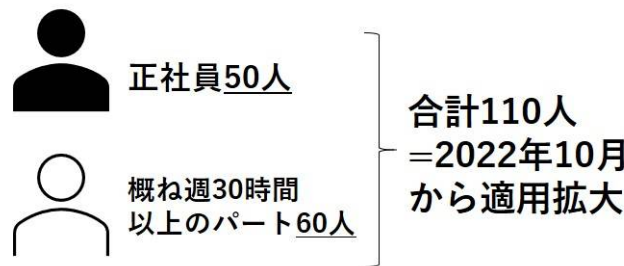 正社員50人
概ね週30時間
以上のパート60人
合計110人
=2022年10月
から適用拡大